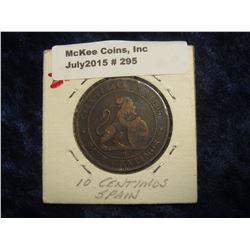 McKee Coins, Inc
July2015 # 295
10 CENTIMOS
SPAIN